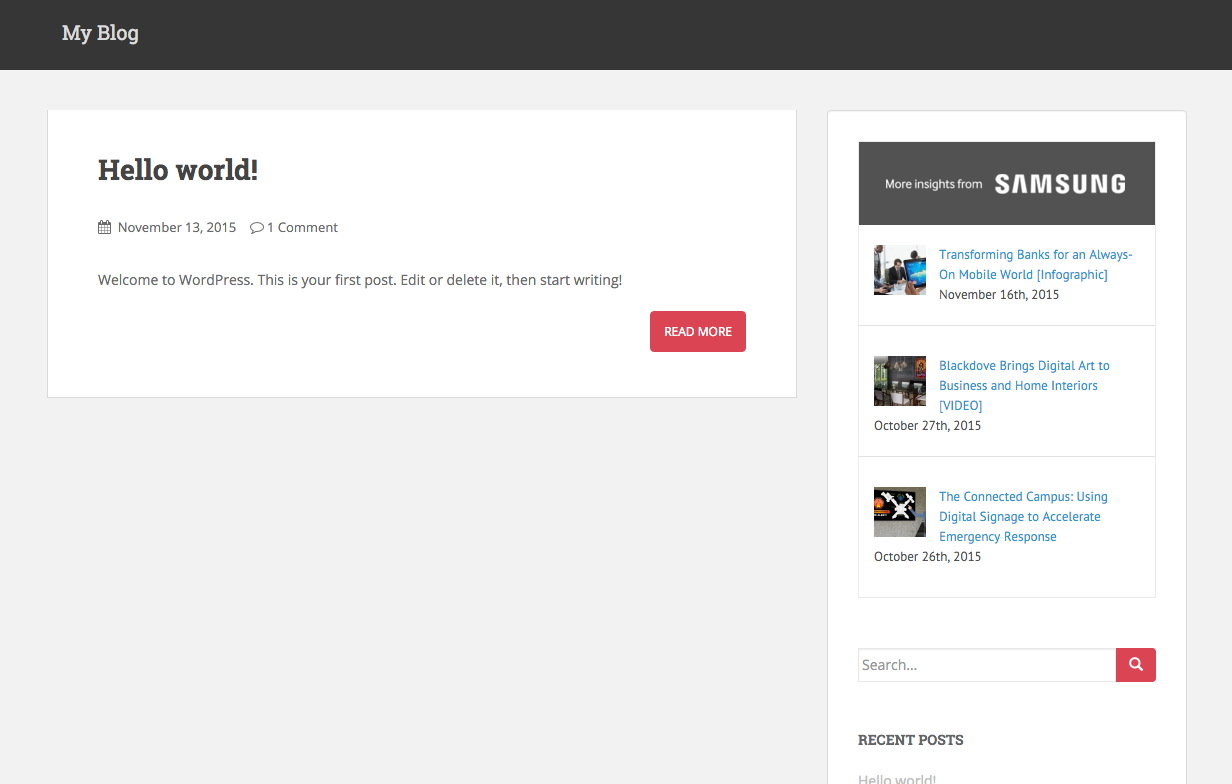 My Blog
Hello world!
November 13, 2015 1 Comment
Welcome to WordPress. This is your first post. Edit or delete it, then start writing!
READ MORE
More insights from SAMSUNG
Transforming Banks for an Always-
On Mobile World [Infographic]
November 16th, 2015
Blackdove Brings Digital Art to
Business and Home Interiors
[VIDEO]
October 27th, 2015
The Connected Campus: Using
Digital Signage to Accelerate
Emergency Response
October 26th, 2015
Search...
RECENT POSTS
Hello world!